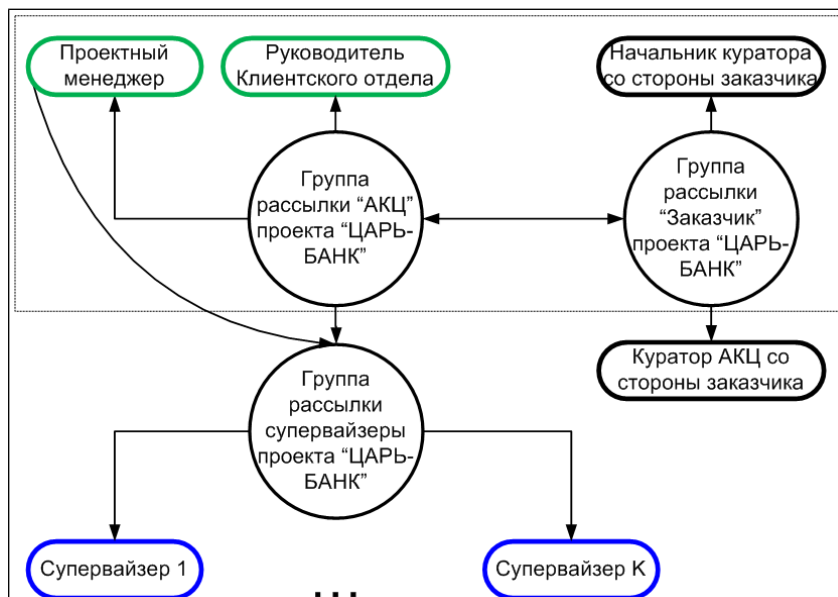 Проектный
менеджер
Руководитель
Клиентского отдела
Начальник куратора
со стороны заказчика
Группа
рассылки “АКЦ”
проекта “ЦАРЬ-
БАНК”
Группа
рассылки
“Заказчик”
проекта “ЦАРЬ-
БАНК”
Куратор АКЦ со
стороны заказчика
Группа
рассылки
супервайзеры
проекта “ЦАРЬ-
БАНК”
Супервайзер 1
...
Супервайзер K